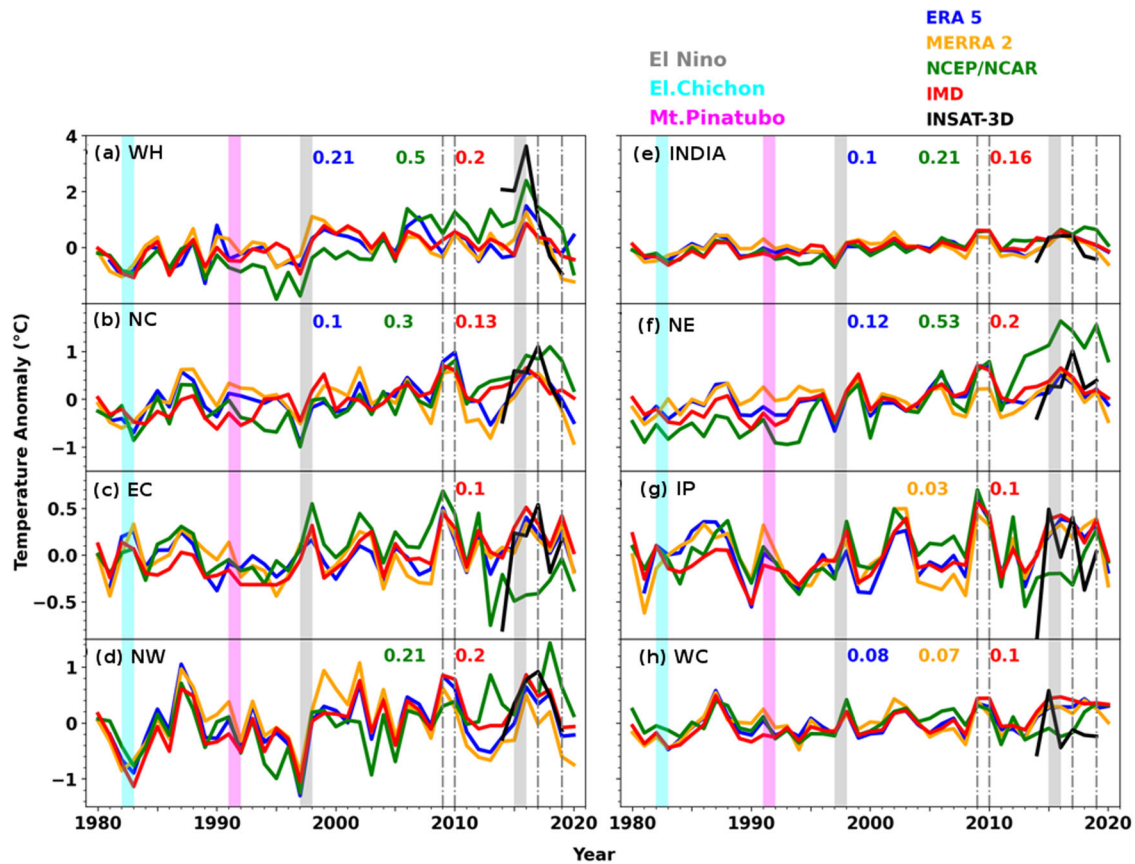 ERA 5
MERRA 2
NCEP/NCAR
IMD
INSAT-3D
El Nino
El.Chichon
Mt.Pinatubo
Temperature Anomaly (°C)
4
2
0
(a) WH
0.21 0.5 0.2
(e) INDIA
0.1 0.21 0.16
1
0
−1
(b) NC
0.1 0.3 0.13
(f) NE
0.12 0.53 0.2
0.5
0.0
−0.5
(c) EC
0.1
(g) IP
0.03 0.1
1
0
−1
(d) NW
0.21 0.2
(h) WC
0.08 0.07 0.1
1980 1990 2000 2010 2020 1980 1990 2000 2010 2020
Year